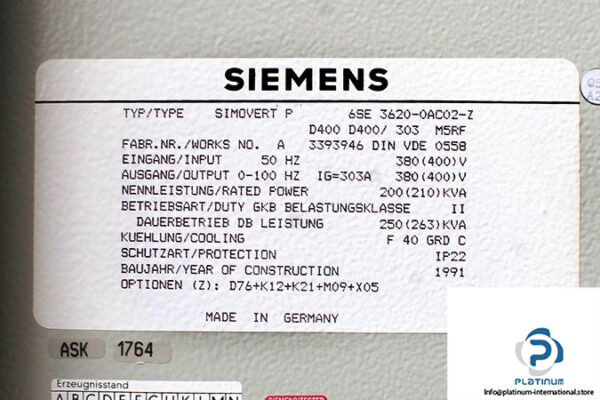 SIEMENS
TYP/TYPE SIMOVERT P 6SE 3620-0AC02-Z
D400 D400/ 303 M5RF
FABR.NR./WORKS NO. A 3393946 DIN VDE 0558
EINGANG/INPUT 50 HZ 380(400)V
AUSGANG/OUTPUT 0-100 HZ IG=303A 380(400)V
NENNLEISTUNG/RATED POWER 200(210)KVA
BETRIEBSART/DUTY GKB BELASTUNGSKLASSE II
DAUERBETRIEB DB LEISTUNG 250(263)KVA
KUEHLUNG/COOLING F 40 GRD C
SCHUTZART/PROTECTION IP22
BAUJAHR/YEAR OF CONSTRUCTION 1991
OPTIONEN (Z): D76+K12+K21+M09+X05
MADE IN GERMANY
ASK 1764
Erzeugnisstand
A B C D E F G H J K L M N
PLATINUM
Info@platinum-international.store